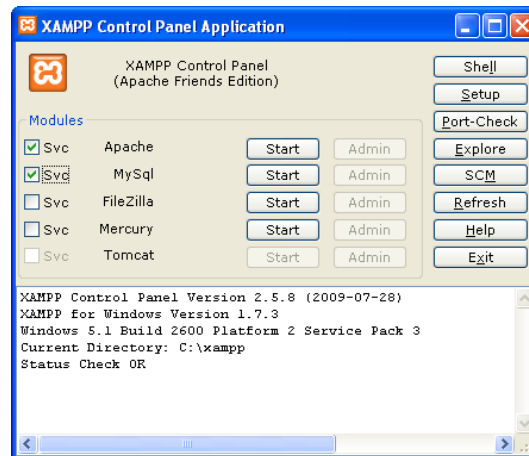 XAMPP Control Panel Application
XAMPP Control Panel
(Apache Friends Edition)
Modules
Svc Apache Start Admin
Svc MySql Start Admin
Svc FileZilla Start Admin
Svc Mercury Start Admin
Svc Tomcat Start Admin
Shell
Setup
Port-Check
Explore
SCM
Refresh
Help
Exit
XAMPP Control Panel Version 2.5.8 (2009-07-28)
XAMPP for Windows Version 1.7.3
Windows 5.1 Build 2600 Platform 2 Service Pack 3
Current Directory: C:\xampp
Status Check OK